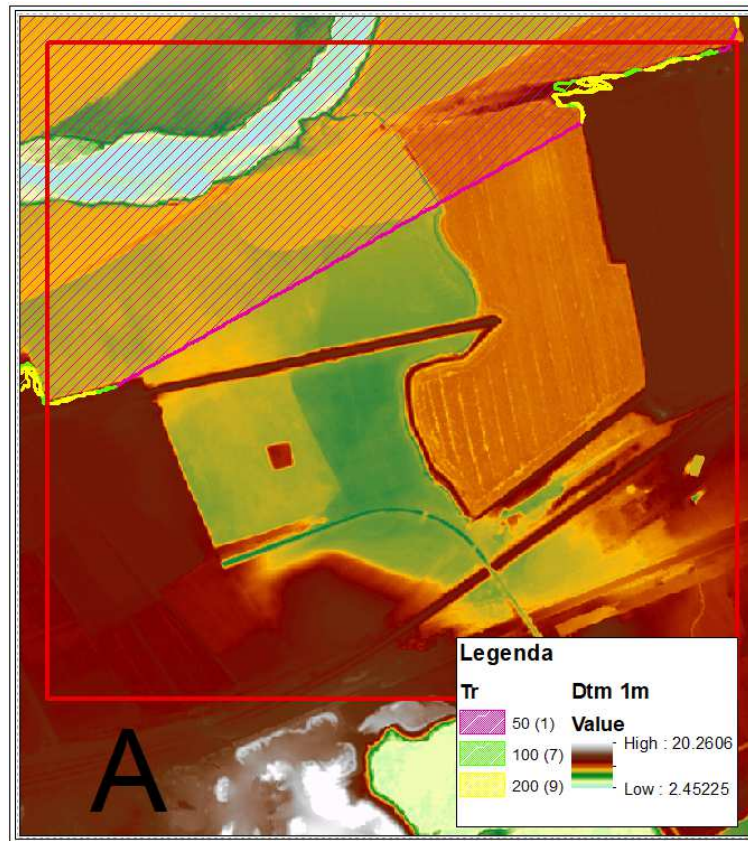 Legenda
Tr
50 (1)
100 (7)
200 (9)
Dtm 1m
Value
High : 20.2606
Low : 2.45225
A